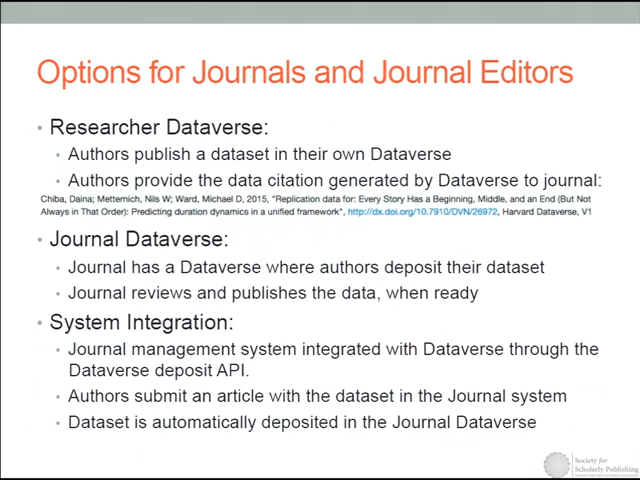 Options for Journals and Journal Editors
• Researcher Dataverse:
• Authors publish a dataset in their own Dataverse
• Authors provide the data citation generated by Dataverse to journal:
Chiba, Daina; Metternich, Nils W; Ward, Michael D, 2015, "Replication data for: Every Story Has a Beginning, Middle, and an End (But Not
Always in That Order): Predicting duration dynamics in a unified framework", http://dx.doi.org/10.7910/DVN/26972, Harvard Dataverse, V1
• Journal Dataverse:
• Journal has a Dataverse where authors deposit their dataset
• Journal reviews and publishes the data, when ready
• System Integration:
• Journal management system integrated with Dataverse through the
Dataverse deposit API.
• Authors submit an article with the dataset in the Journal system
• Dataset is automatically deposited in the Journal Dataverse
Society for
Scholarly Publishing